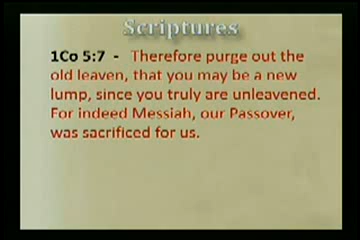 Scriptures
1Co 5:7 - Therefore purge out the
old leaven, that you may be a new
lump, since you truly are unleavened.
For indeed Messiah, our Passover,
was sacrificed for us.